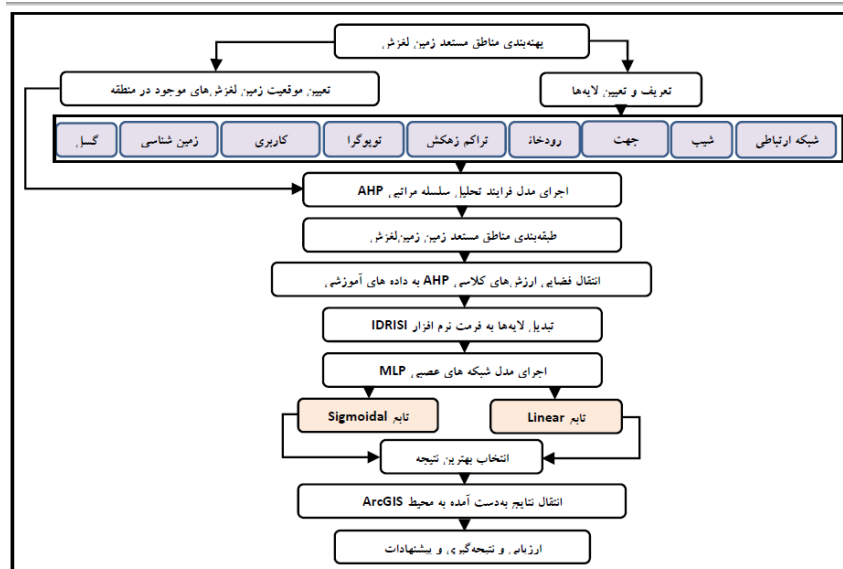 پهنه‌بندی مناطق مستعد زمین لغزش
تعریف و تعیین لایه‌ها
تعیین موقعیت زمین لغزش‌های موجود در منطقه
شبکه ارتباطی
شیب
جهت
رودخان
تراکم زهکش
توپوگرا
کاربری
زمین شناسی
گسل
اجرای مدل فرایند تحلیل سلسله مراتبی AHP
طبقه‌بندی مناطق مستعد زمین زمین‌لغزش
انتقال فضایی ارزش‌های کلاسی AHP به داده های آموزشی
تبدیل لایه‌ها به فرمت نرم افزار IDRISI
اجرای مدل شبکه های عصبی MLP
تابع Linear
تابع Sigmoidal
انتخاب بهترین نتیجه
انتقال نتایج به‌دست آمده به محیط ArcGIS
ارزیابی و نتیجه‌گیری و پیشنهادات